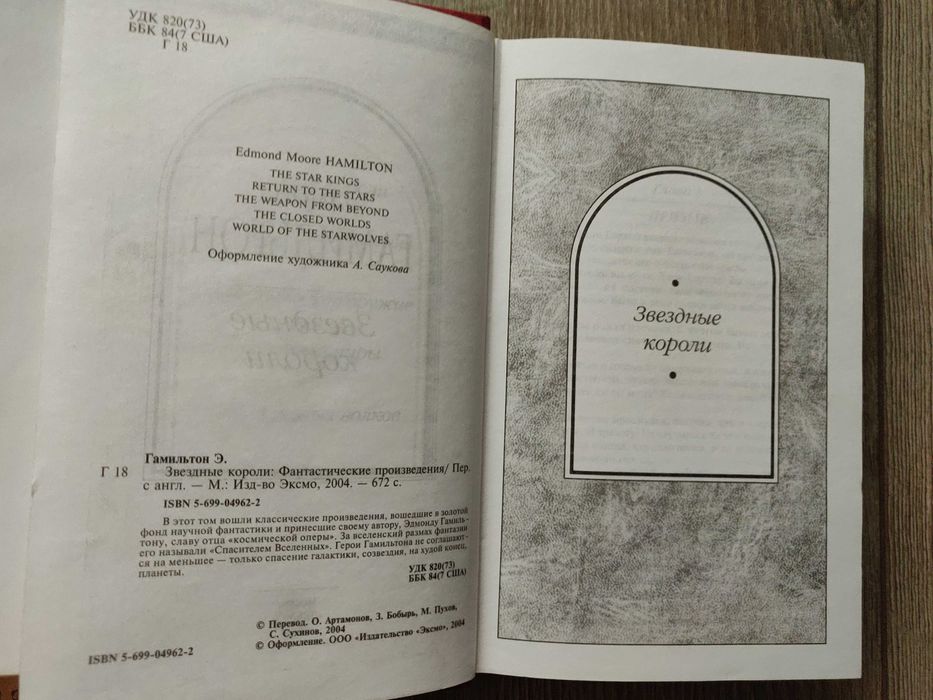 УДК 820(73)
ББК 84(7 США)
Г 18
Edmond Moore HAMILTON
THE STAR KINGS
RETURN TO THE STARS
THE WEAPON FROM BEYOND
THE CLOSED WORLDS
WORLD OF THE STARWOLVES
Оформление художника А. Саукова
Гамильтон Э.
Г 18 Звездные короли: Фантастические произведения/ Пер.
с англ. — М.: Изд-во Эксмо, 2004. — 672 с.
ISBN 5-699-04962-2
В этот том вошли классические произведения, вошедшие в золотой
фонд научной фантастики и принесшие своему автору, Эдмонду Гамиль-
тону, славу отца «космической оперы». За вселенский размах фантазии
его называли «Спасителем Вселенных». Герои Гамильтона не соглашают-
ся на меньшее — только спасение галактики, созвездия, на худой конец,
планеты.
УДК 820(73)
ББК 84(7 США)
© Перевод. О. Артамонов, З. Бобырь, М. Пухов,
С. Сухинов, 2004
© Оформление. ООО «Издательство «Эксмо», 2004
ISBN 5-699-04962-2
Звездные
короли